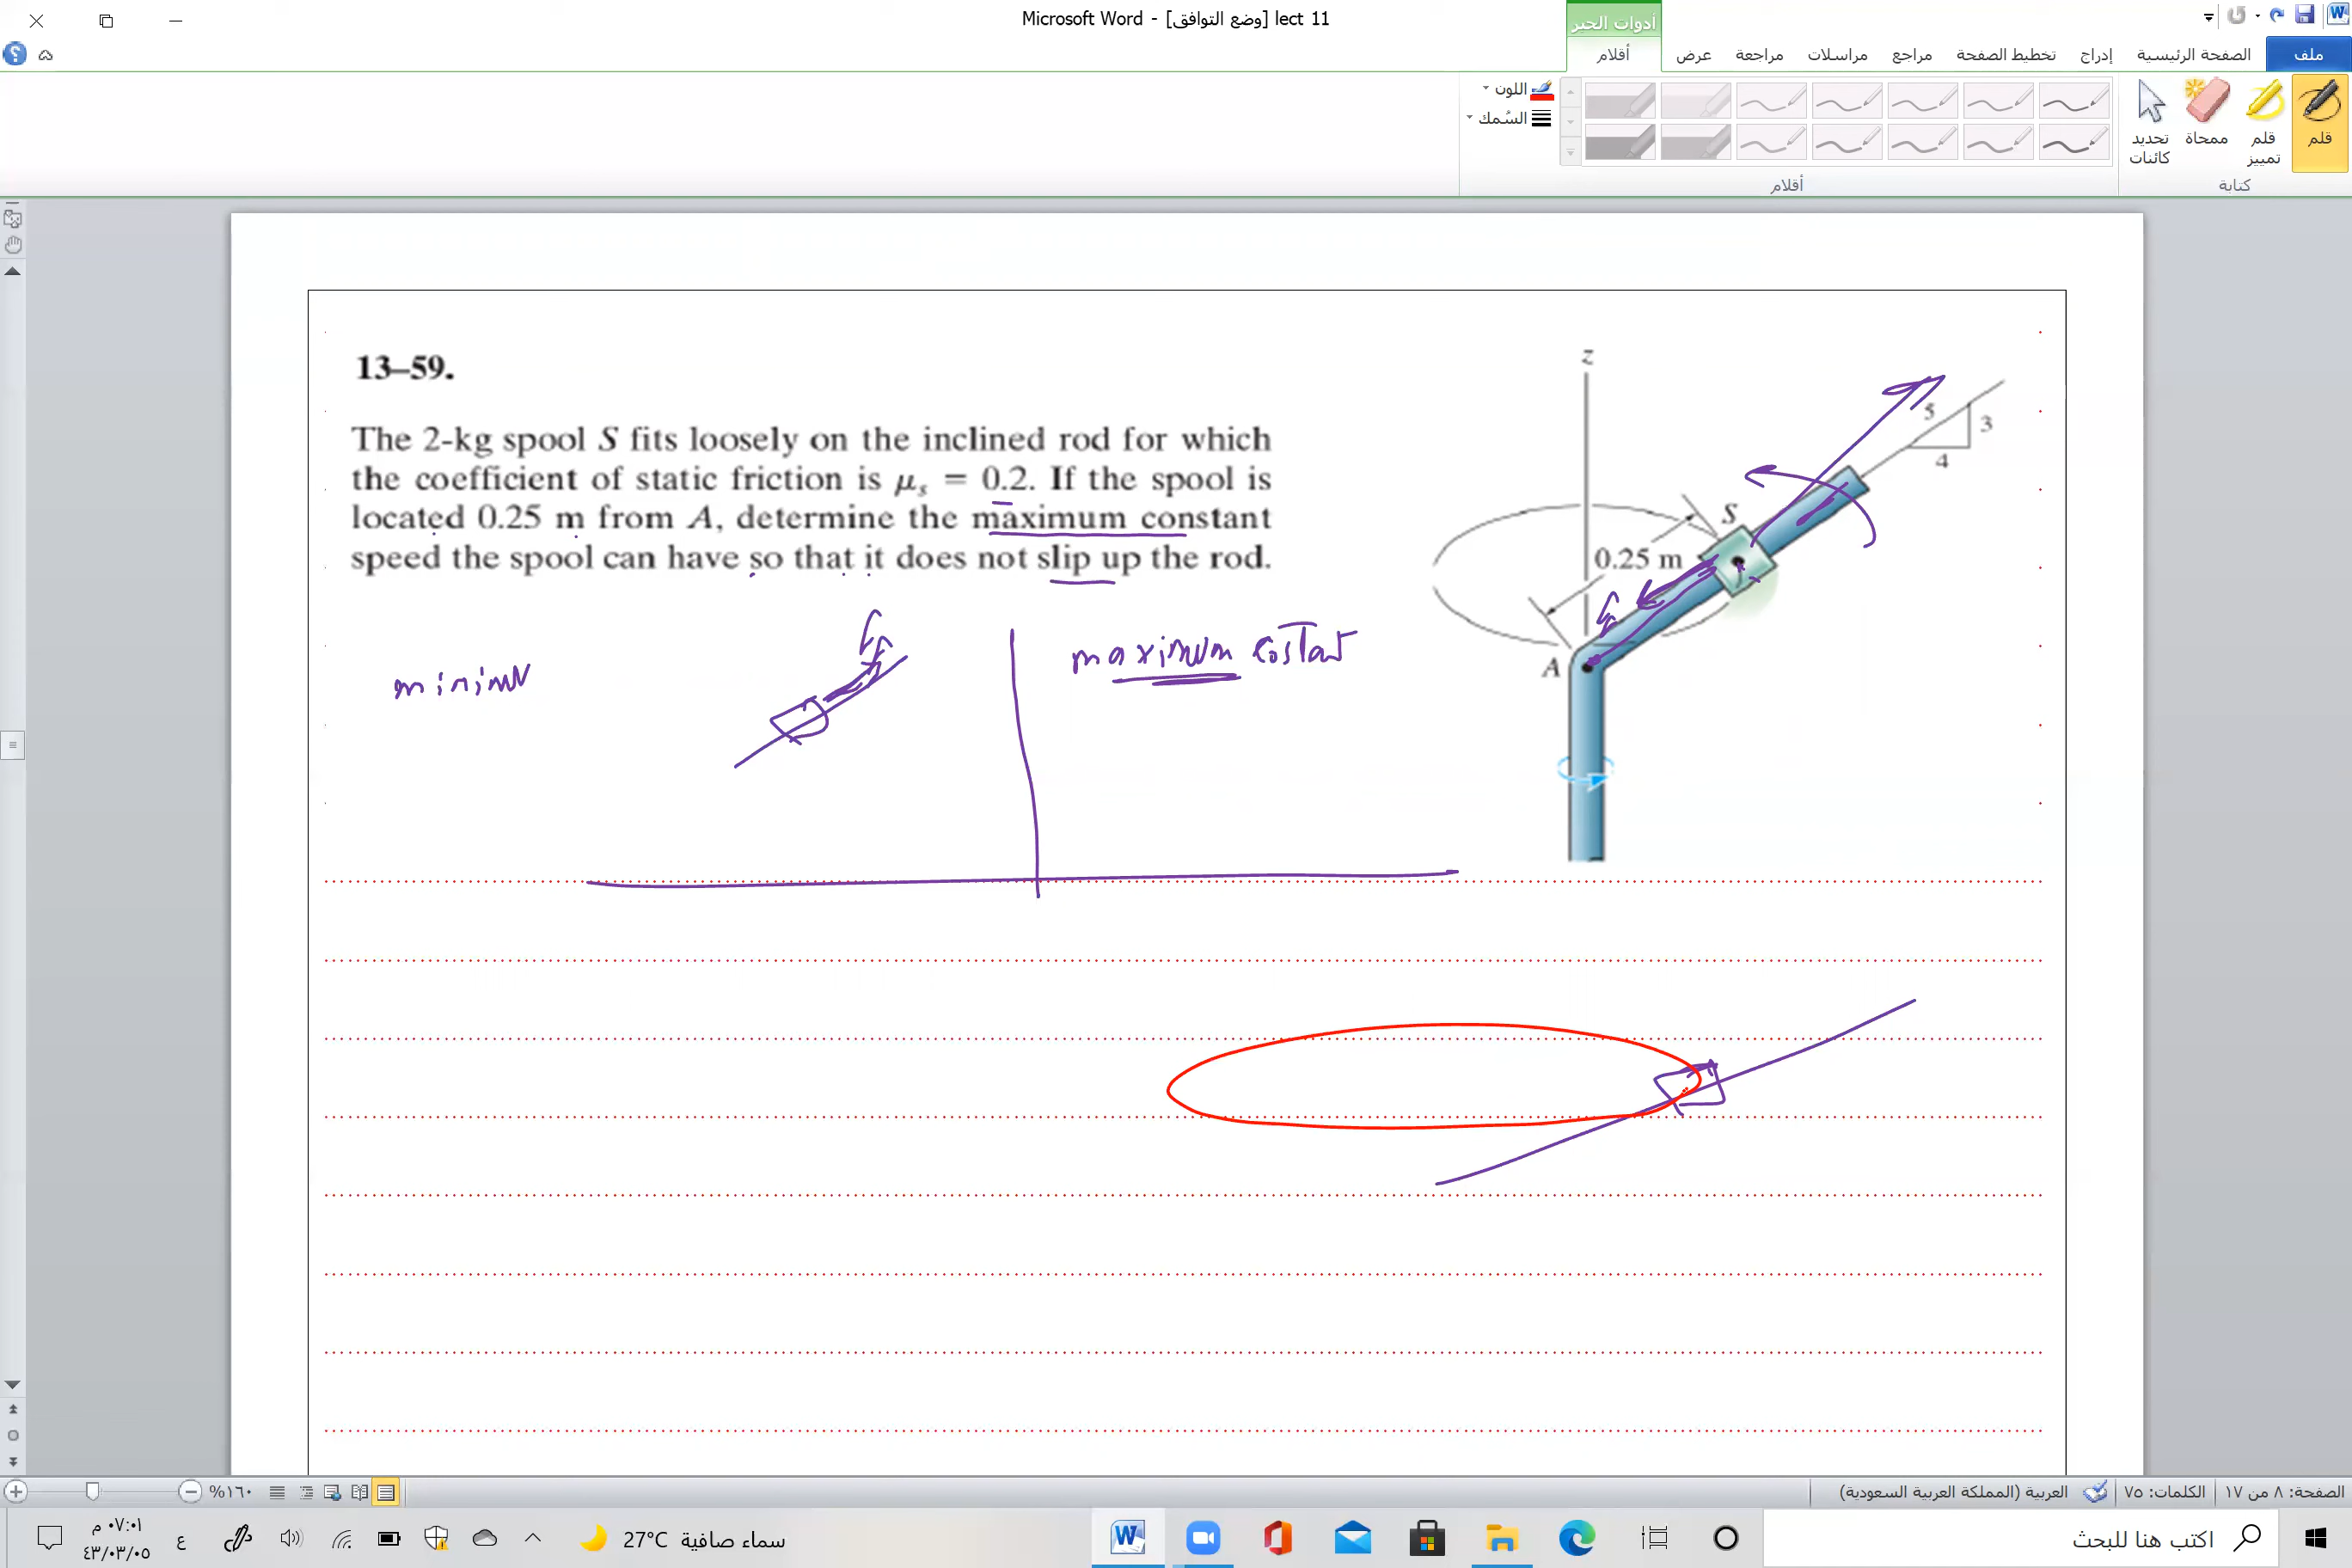 lect 11 [وضع التوافق] - Microsoft Word
أدوات الحبر
ملف
الصفحة الرئيسية
إدراج
تخطيط الصفحة
مراجع
مراسلات
مراجعة
عرض
أقلام
قلم
قلم تمييز
ممحاة
تحديد كائنات
اللون
السُمك
كتابة
أقلام
13–59.
The 2-kg spool S fits loosely on the inclined rod for which
the coefficient of static friction is μs = 0.2. If the spool is
located 0.25 m from A, determine the maximum constant
speed the spool can have so that it does not slip up the rod.
z
5
3
4
S
0.25 m
A
maximum costant
الصفحة: ٨ من ١٧
الكلمات: ٧٥
العربية (المملكة العربية السعودية)
%١٦٠
اكتب هنا للبحث
27°C سماء صافية
ع
٠٧:٠١ م
٤٣/٠٣/٠٥